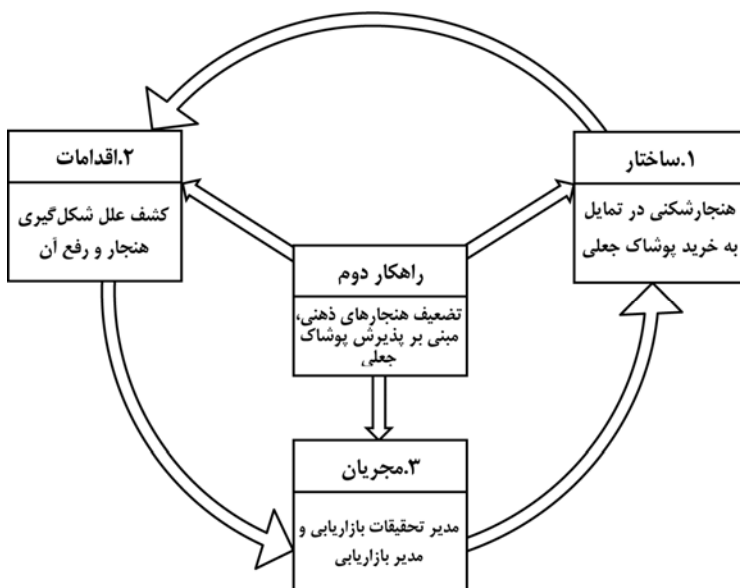 ۱.ساختار
هنجارشکنی در تمایل
به خرید پوشاک جعلی
۲.اقدامات
کشف علل شکل‌گیری
هنجار و رفع آن
راهکار دوم
تضعیف هنجارهای ذهنی،
مبنی بر پذیرش پوشاک
جعلی
۳.مجریان
مدیر تحقیقات بازاریابی و
مدیر بازاریابی